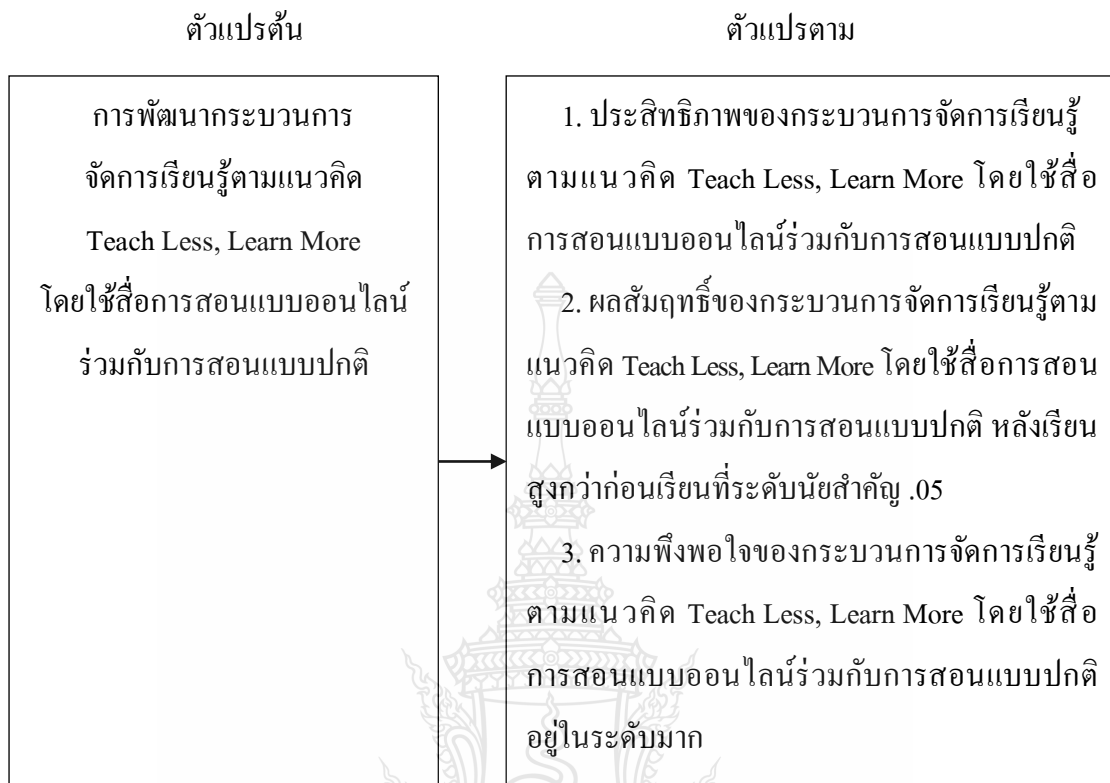 ตัวแปรต้น
ตัวแปรตาม
การพัฒนากระบวนการ
จัดการเรียนรู้ตามแนวคิด
Teach Less, Learn More
โดยใช้สื่อการสอนแบบออนไลน์
ร่วมกับการสอนแบบปกติ
1. ประสิทธิภาพของกระบวนการจัดการเรียนรู้
ตามแนวคิด Teach Less, Learn More โดยใช้สื่อ
การสอนแบบออนไลน์ร่วมกับการสอนแบบปกติ
2. ผลสัมฤทธิ์ของกระบวนการจัดการเรียนรู้ตาม
แนวคิด Teach Less, Learn More โดยใช้สื่อการสอน
แบบออนไลน์ร่วมกับการสอนแบบปกติ หลังเรียน
สูงกว่าก่อนเรียนที่ระดับนัยสำคัญ .05
3. ความพึงพอใจของกระบวนการจัดการเรียนรู้
ตามแนวคิด Teach Less, Learn More โดยใช้สื่อ
การสอนแบบออนไลน์ร่วมกับการสอนแบบปกติ
อยู่ในระดับมาก